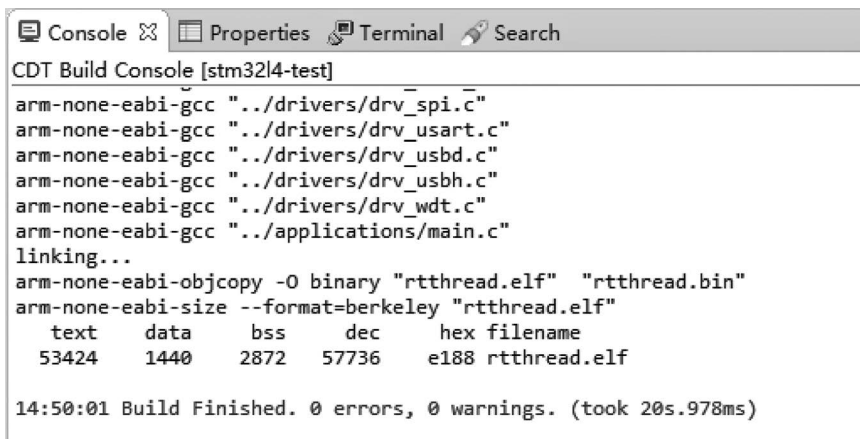 Console Properties Terminal Search
CDT Build Console [stm32l4-test]
arm-none-eabi-gcc "../drivers/drv_spi.c"
arm-none-eabi-gcc "../drivers/drv_usart.c"
arm-none-eabi-gcc "../drivers/drv_usbd.c"
arm-none-eabi-gcc "../drivers/drv_usbh.c"
arm-none-eabi-gcc "../drivers/drv_wdt.c"
arm-none-eabi-gcc "../applications/main.c"
linking...
arm-none-eabi-objcopy -O binary "rtthread.elf"  "rtthread.bin"
arm-none-eabi-size --format=berkeley "rtthread.elf"
   text    data     bss     dec     hex filename
  53424    1440    2872   57736    e188 rtthread.elf
14:50:01 Build Finished. 0 errors, 0 warnings. (took 20s.978ms)